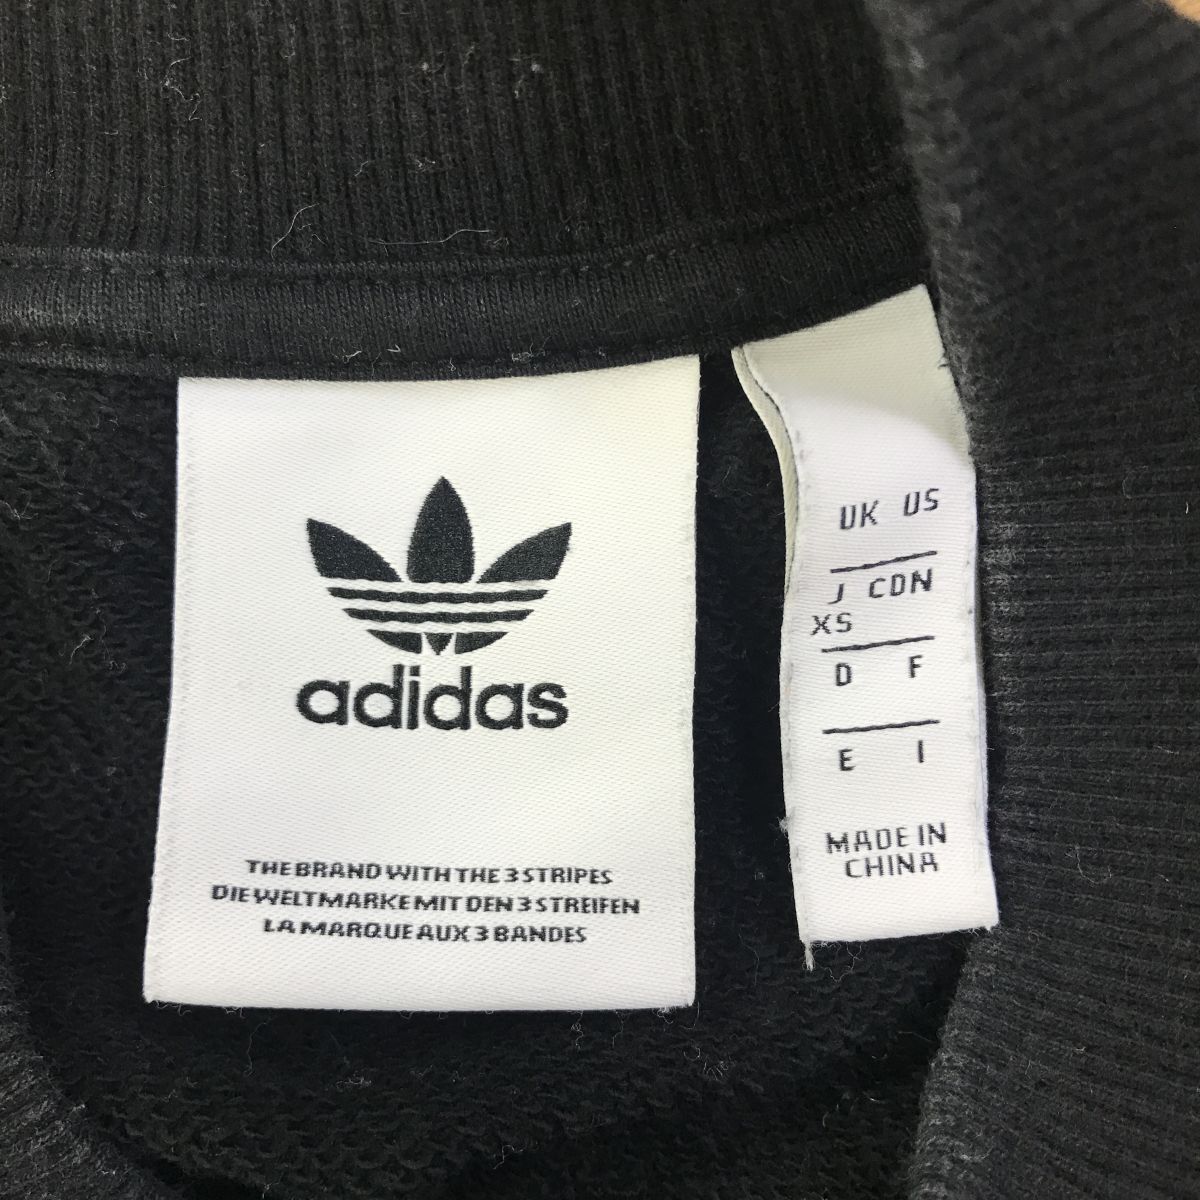 adidas
THE BRAND WITH THE 3 STRIPES
DIE WELTMARKE MIT DEN 3 STREIFEN
LA MARQUE AUX 3 BANDES
UK US
J CDN
XS
D F
E I
MADE IN
CHINA